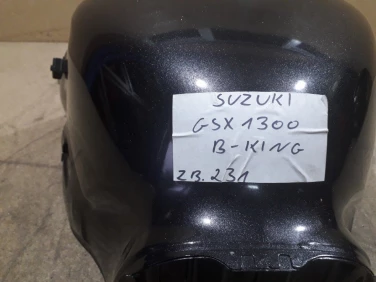 SUZUKI
GSX 1300
B-KING
ZB.231